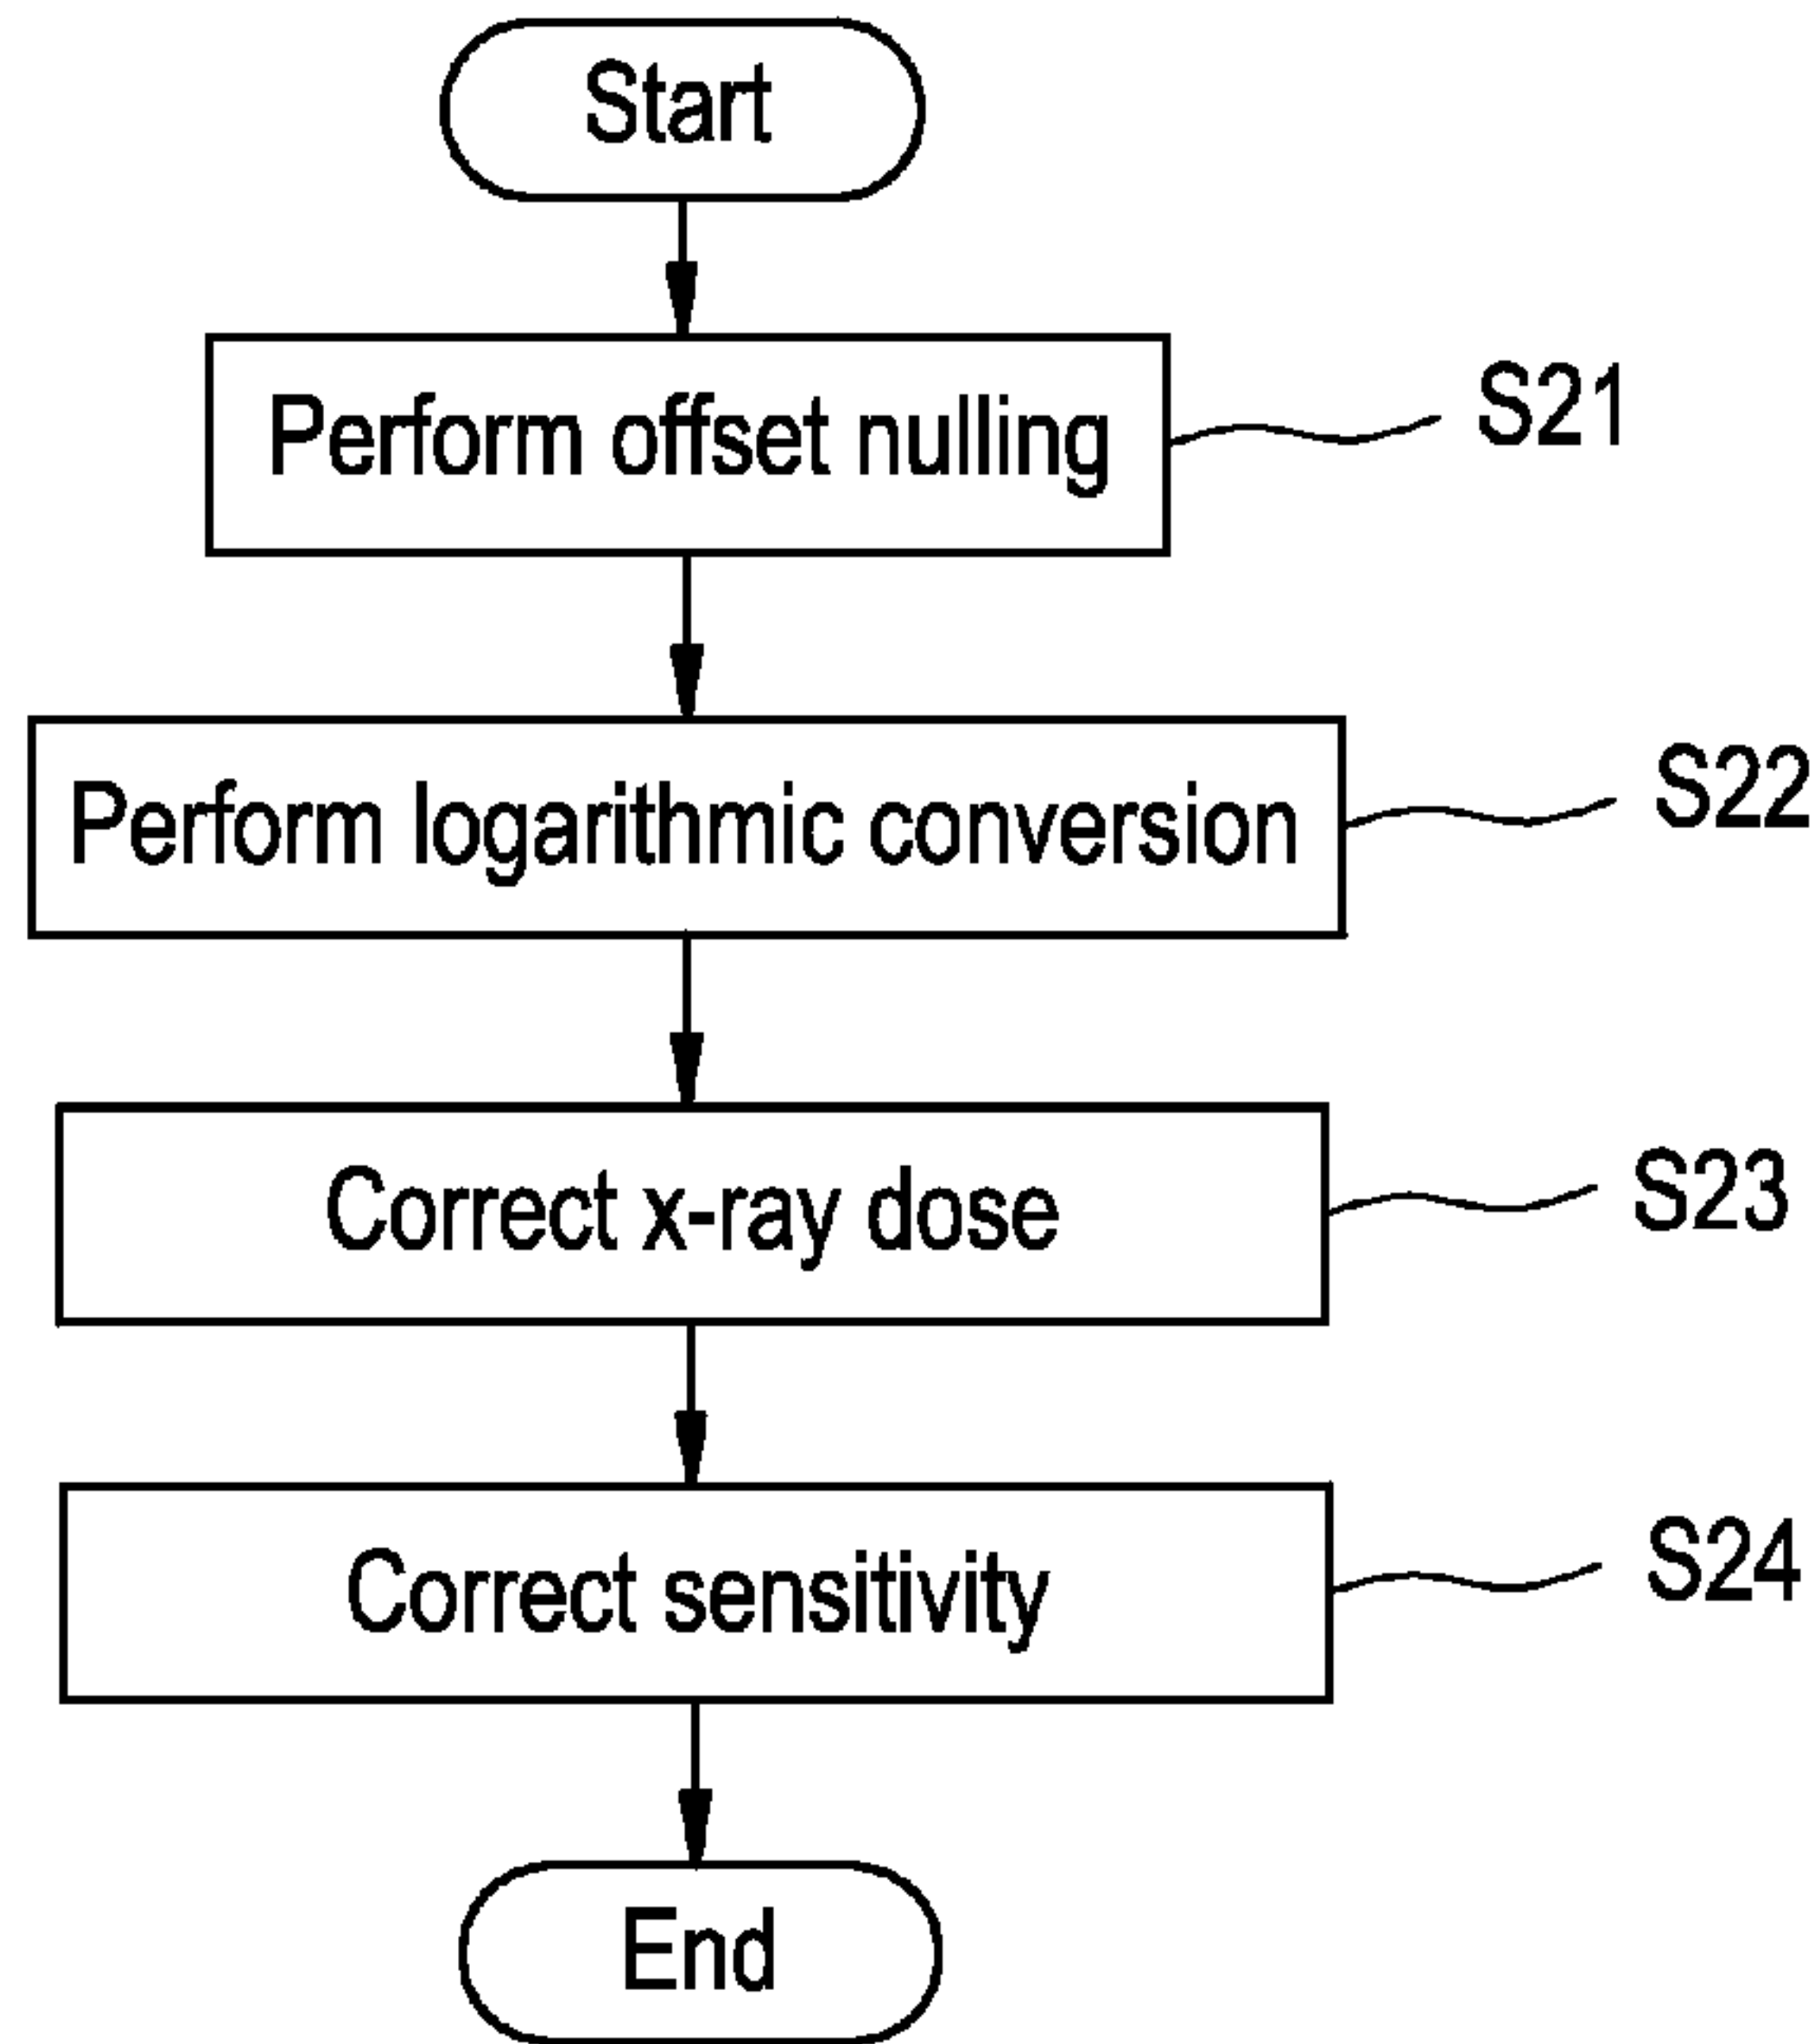 Start
Perform offset nulling
S21
Perform logarithmic conversion
S22
Correct x-ray dose
S23
Correct sensitivity
S24
End